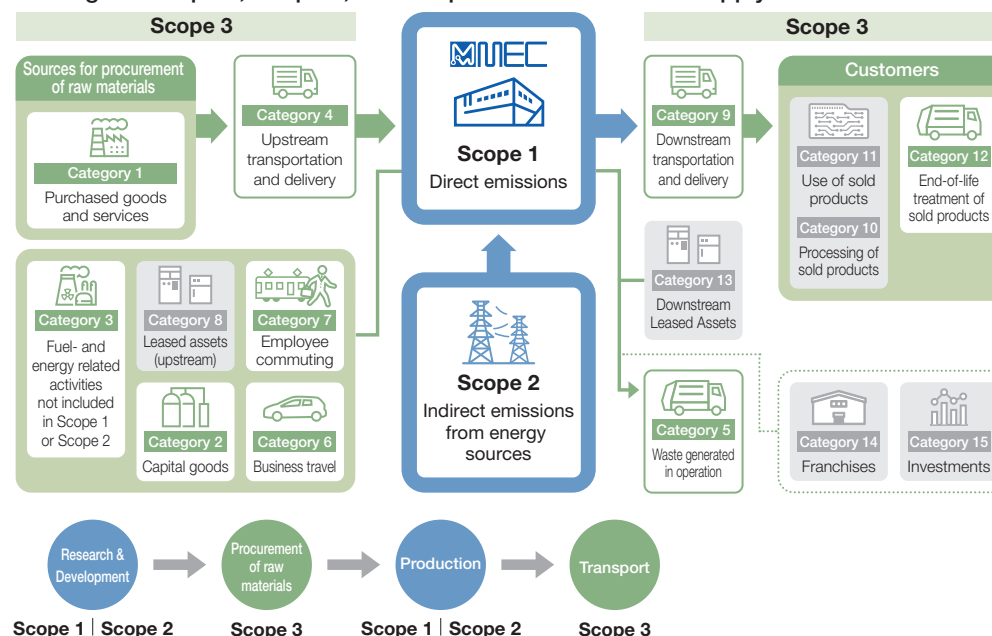 Scope 3
Scope 3
Sources for procurement
of raw materials
Category 1
Purchased goods
and services
Category 4
Upstream
transportation
and delivery
MEC
Scope 1
Direct emissions
Category 9
Downstream
transportation
and delivery
Customers
Category 11
Use of sold
products
Category 10
Processing of
sold products
Category 12
End-of-life
treatment of
sold products
Category 3
Fuel- and
energy related
activities
not included
in Scope 1
or Scope 2
Category 8
Leased assets
(upstream)
Category 7
Employee
commuting
Category 2
Capital goods
Category 6
Business travel
Scope 2
Indirect emissions
from energy
sources
Category 13
Downstream
Leased Assets
Category 5
Waste generated
in operation
Category 14
Franchises
Category 15
Investments
Research &
Development
Procurement
of raw
materials
Production
Transport
Scope 1 | Scope 2
Scope 3
Scope 1 | Scope 2
Scope 3